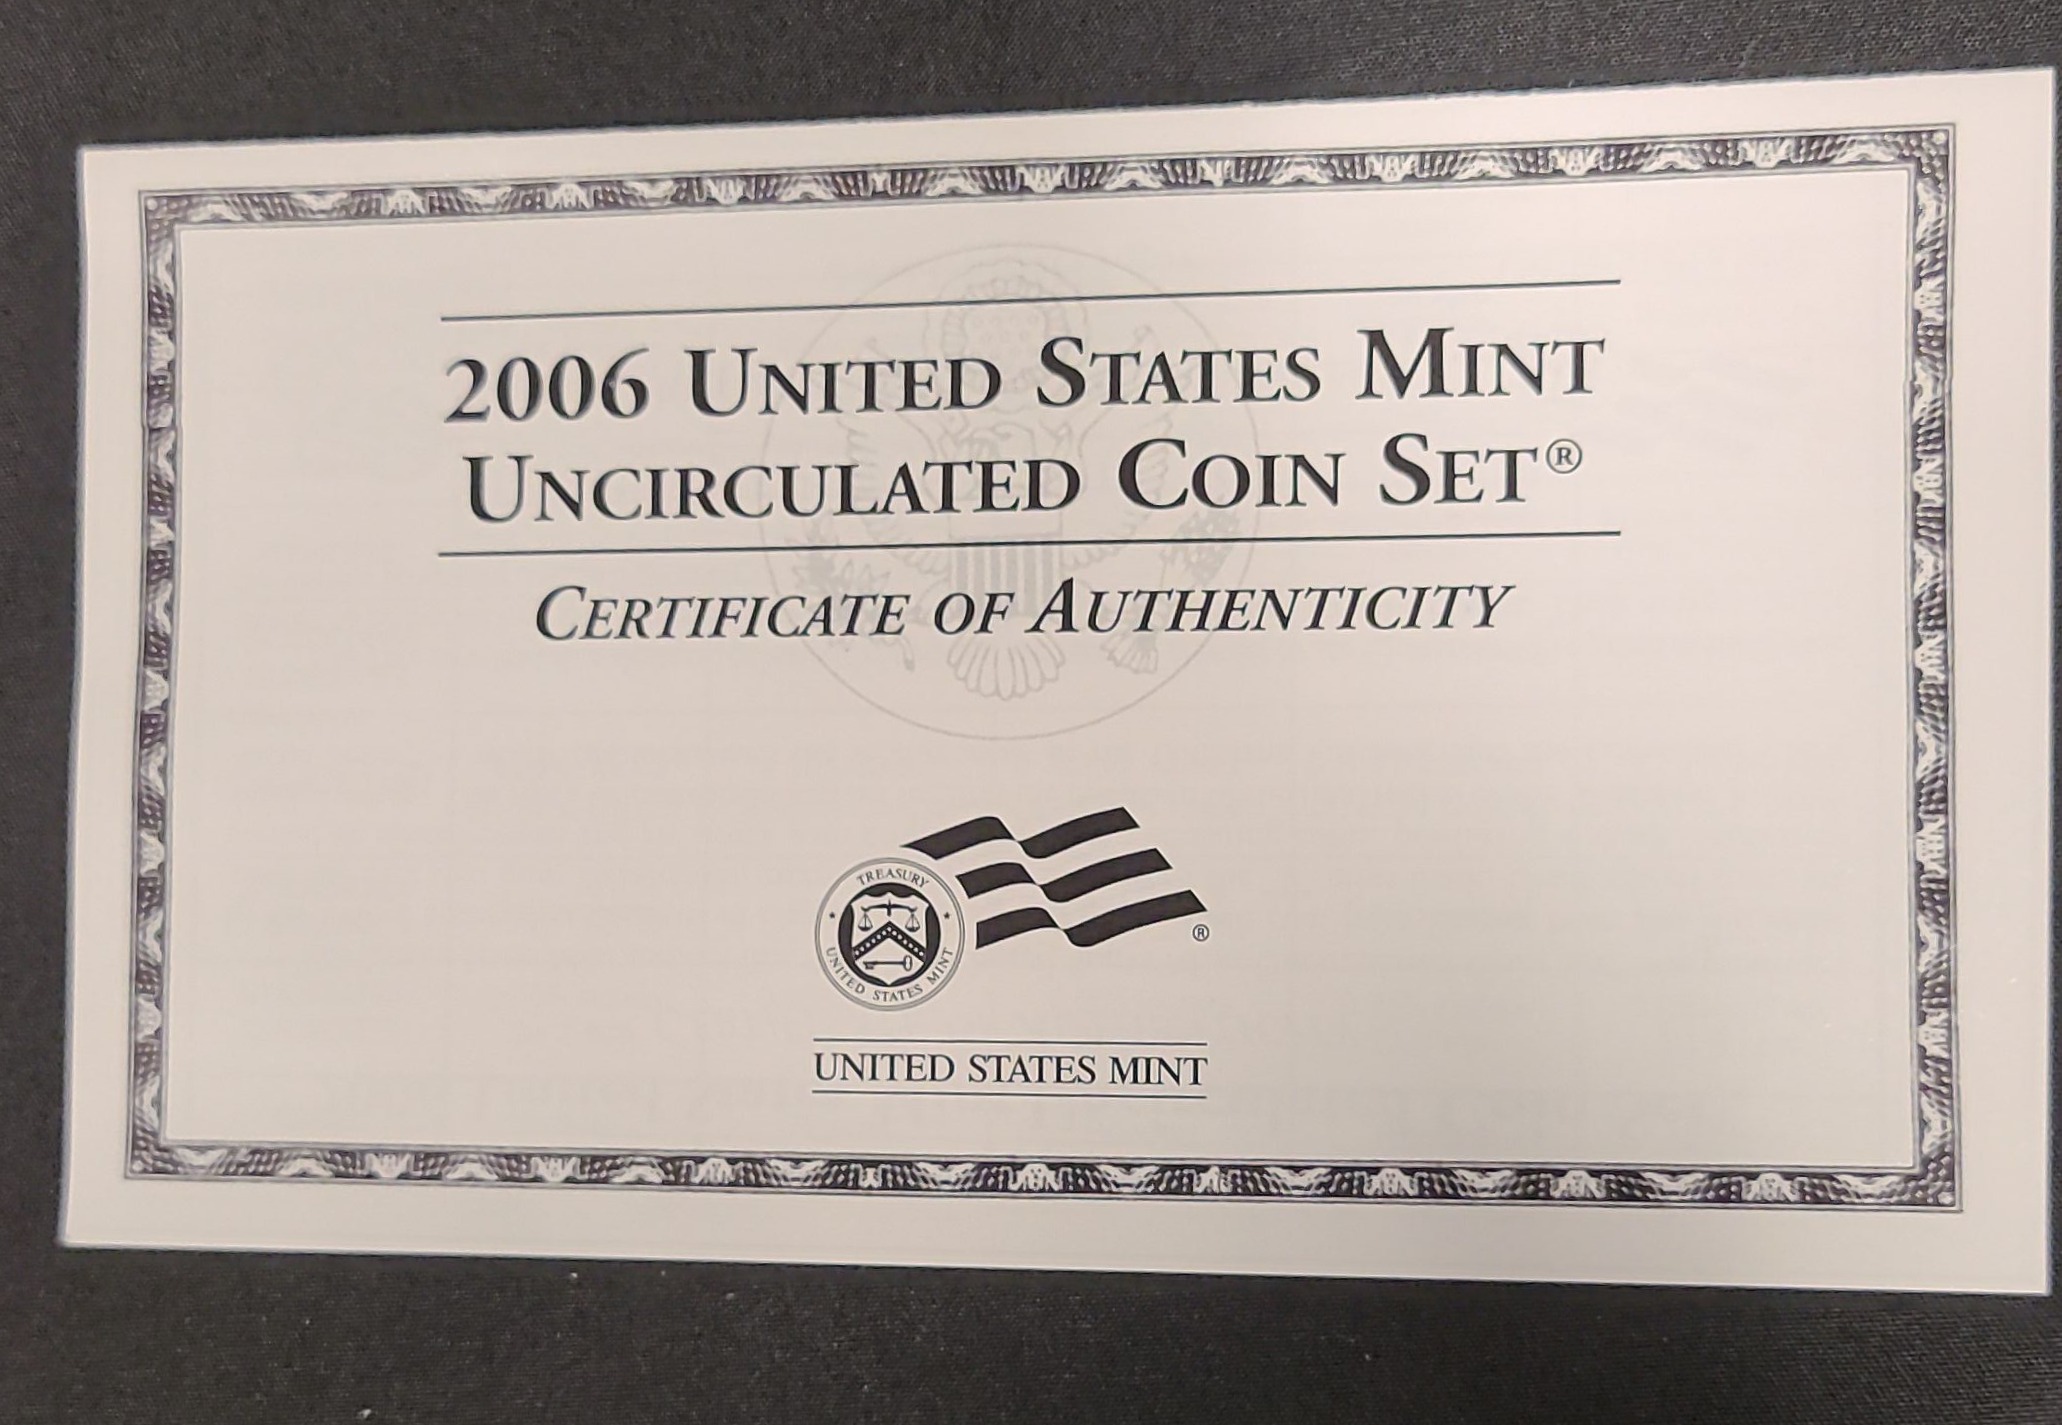 2006 UNITED STATES MINT
UNCIRCULATED COIN SET®
CERTIFICATE OF AUTHENTICITY
TREASURY
UNITED STATES MINT
®
UNITED STATES MINT